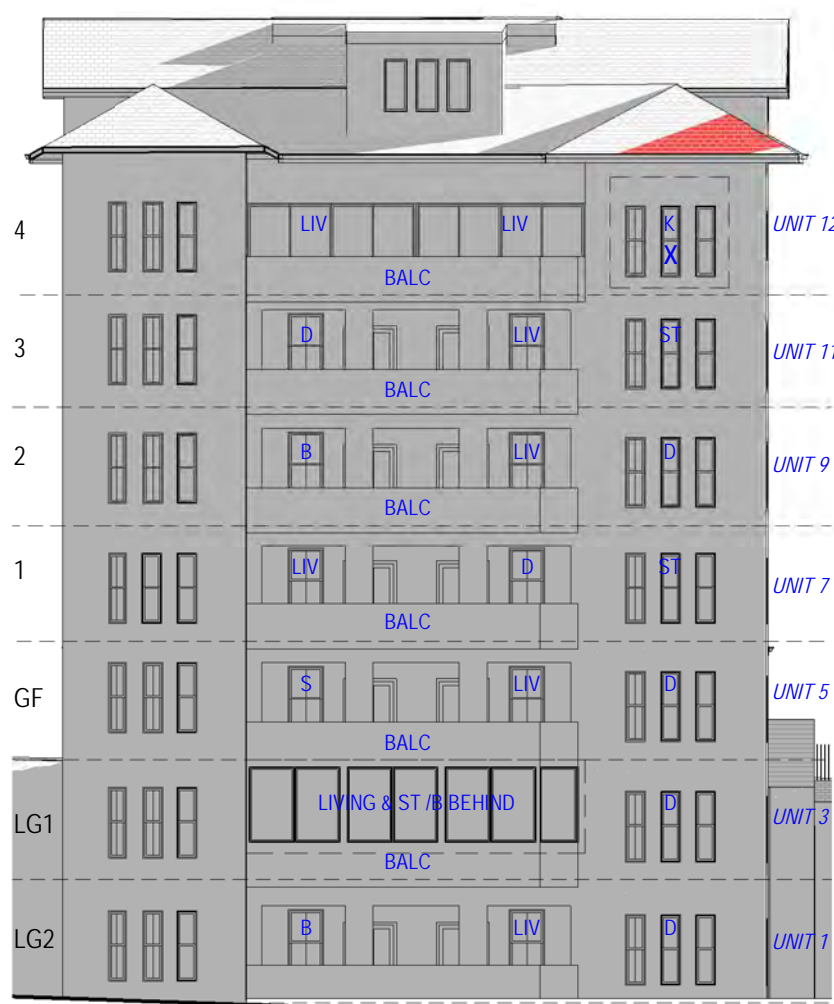 4 LIV LIV K UNIT 12
X
BALC
3 D LIV ST UNIT 11
BALC
2 B LIV D UNIT 9
BALC
1 LIV D ST UNIT 7
BALC
GF S LIV D UNIT 5
BALC
LG1 LIVING & ST /B BEHIND D UNIT 3
BALC
LG2 B LIV D UNIT 1